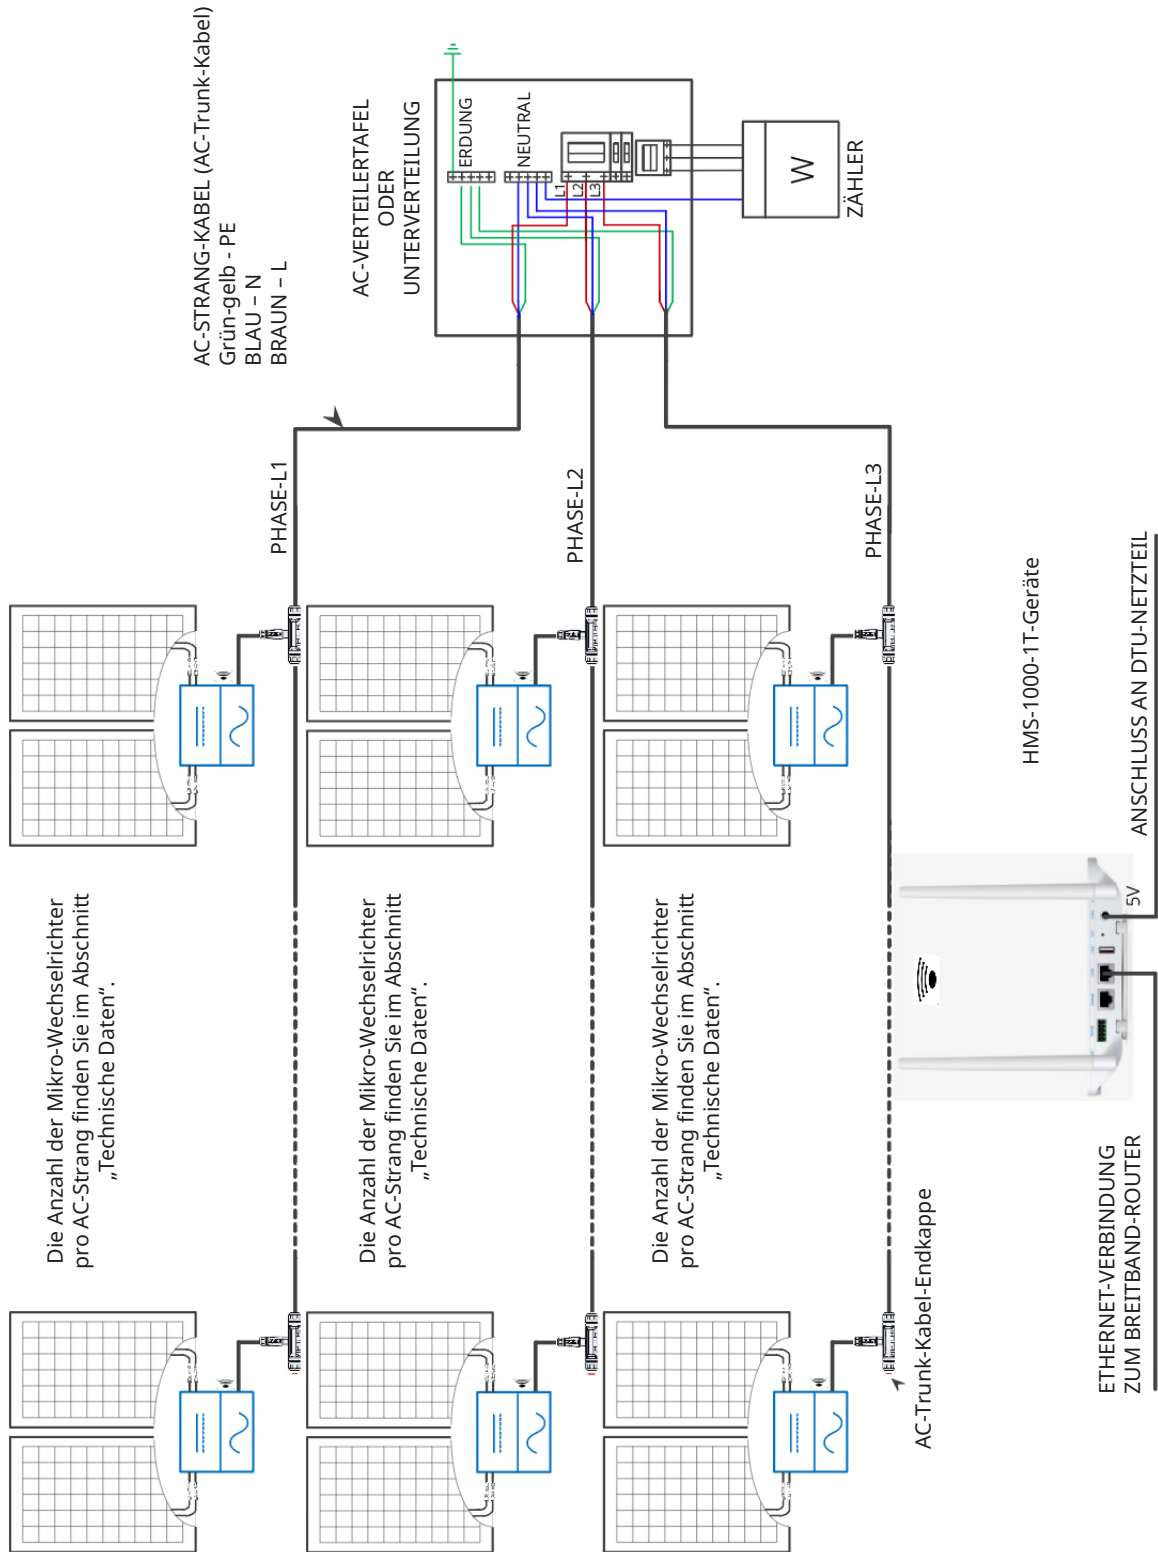 AC-STRANG-KABEL (AC-Trunk-Kabel)
Grün-gelb - PE
BLAU – N
BRAUN – L
AC-VERTEILERTAFEL
ODER
UNTERVERTEILUNG
ERDUNG
NEUTRAL
L1
L2
L3
W
ZÄHLER
PHASE-L1
PHASE-L2
PHASE-L3
Die Anzahl der Mikro-Wechselrichter
pro AC-Strang finden Sie im Abschnitt
„Technische Daten“.
Die Anzahl der Mikro-Wechselrichter
pro AC-Strang finden Sie im Abschnitt
„Technische Daten“.
Die Anzahl der Mikro-Wechselrichter
pro AC-Strang finden Sie im Abschnitt
„Technische Daten“.
HMS-1000-1T-Geräte
ANSCHLUSS AN DTU-NETZTEIL
5V
AC-Trunk-Kabel-Endkappe
ETHERNET-VERBINDUNG
ZUM BREITBAND-ROUTER